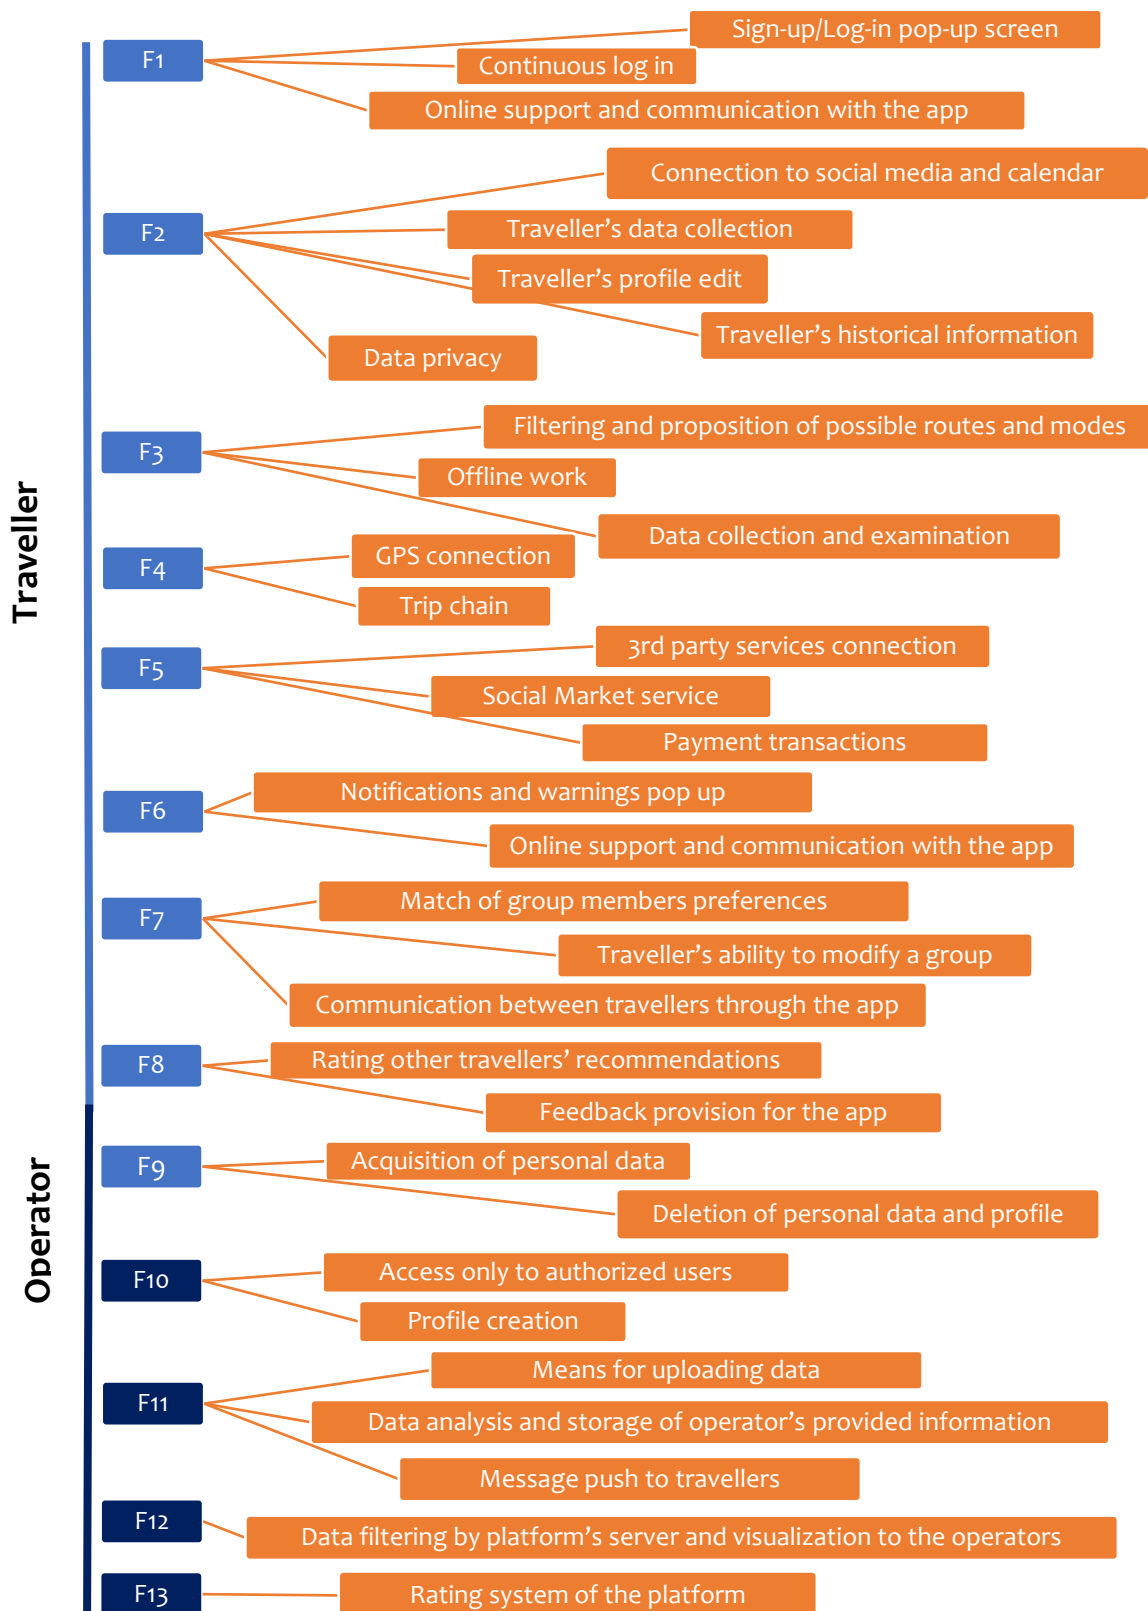 Traveller
F1
Sign-up/Log-in pop-up screen
Continuous log in
Online support and communication with the app
F2
Connection to social media and calendar
Traveller's data collection
Traveller's profile edit
Traveller's historical information
Data privacy
F3
Filtering and proposition of possible routes and modes
Offline work
Data collection and examination
F4
GPS connection
Trip chain
F5
3rd party services connection
Social Market service
Payment transactions
F6
Notifications and warnings pop up
Online support and communication with the app
F7
Match of group members preferences
Traveller's ability to modify a group
Communication between travellers through the app
F8
Rating other travellers' recommendations
Feedback provision for the app
Operator
F9
Acquisition of personal data
Deletion of personal data and profile
F10
Access only to authorized users
Profile creation
F11
Means for uploading data
Data analysis and storage of operator's provided information
Message push to travellers
F12
Data filtering by platform's server and visualization to the operators
F13
Rating system of the platform